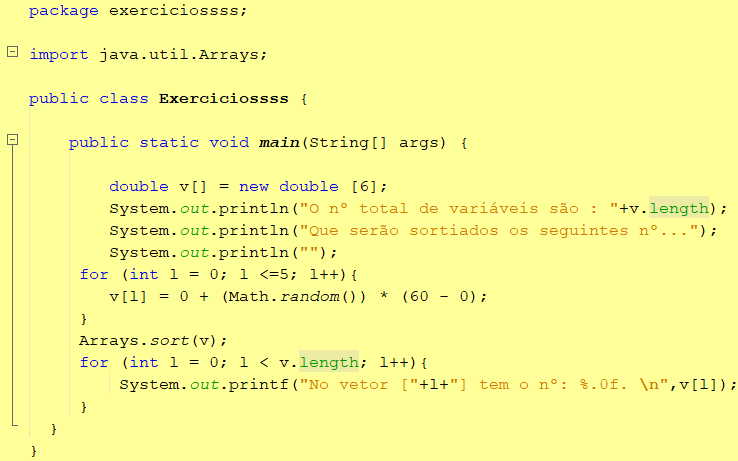 package exerciciossss;
import java.util.Arrays;
public class Exerciciossss {
public static void main(String[] args) {
double v[] = new double [6];
System.out.println("O nº total de variáveis são : "+v.length);
System.out.println("Que serão sortiados os seguintes nº...");
System.out.println("");
for (int l = 0; l <=5; l++){
v[l] = 0 + (Math.random()) * (60 - 0);
}
Arrays.sort(v);
for (int l = 0; l < v.length; l++){
System.out.printf("No vetor ["+l+"] tem o nº: %.0f. \n",v[l]);
}
}
}